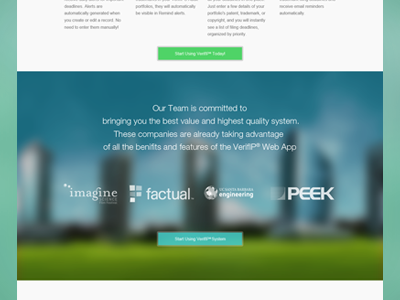 deadlines. Alerts are
automatically generated when
you create or edit a record. No
need to enter them manually!
portfolios, they will automatically
be visible in Remind alerts
Just enter a few details of your
portfolio's patent, trademark, or
copyright, and you will instantly
see a list of filing deadlines,
organized by priority
receive email reminders
automatically
Start Using VerifIP® Today!
Our Team is committed to
bringing you the best value and highest quality system.
These companies are already taking advantage
of all the benifits and features of the VerifIP® Web App
imagine
factual.
engineering
PEEK
Start Using VerifIP® System